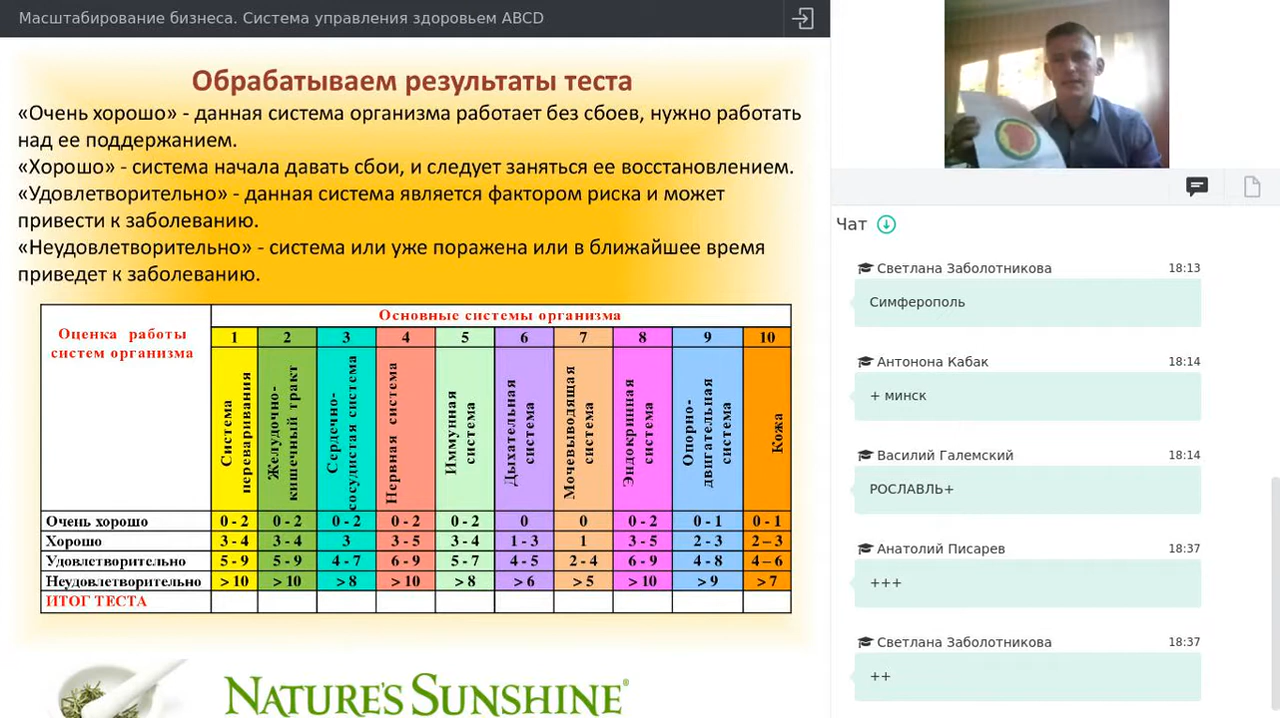 Масштабирование бизнеса. Система управления здоровьем ABCD
Обрабатываем результаты теста
«Очень хорошо» - данная система организма работает без сбоев, нужно работать
над ее поддержанием.
«Хорошо» - система начала давать сбои, и следует заняться ее восстановлением.
«Удовлетворительно» - данная система является фактором риска и может
привести к заболеванию.
«Неудовлетворительно» - система или уже поражена или в ближайшее время
приведет к заболеванию.
Оценка работы
систем организма
Основные системы организма
1 2 3 4 5 6 7 8 9 10
Система
переваривания
Желудочно-
кишечный тракт
Сердечно-
сосудистая система
Нервная система
Иммунная
система
Дыхательная
система
Мочевыводящая
система
Эндокринная
система
Опорно-
двигательная
система
Кожа
Очень хорошо 0 - 2 0 - 2 0 - 2 0 - 2 0 - 2 0 0 0 - 2 0 - 1 0 - 1
Хорошо 3 - 4 3 - 4 3 3 - 5 3 - 4 1 - 3 1 3 - 5 2 - 3 2 – 3
Удовлетворительно 5 - 9 5 - 9 4 - 7 6 - 9 5 - 7 4 - 5 2 - 4 6 - 9 4 - 8 4 – 6
Неудовлетворительно > 10 > 10 > 8 > 10 > 8 > 6 > 5 > 10 > 9 > 7
ИТОГ ТЕСТА
NATURE'S SUNSHINE®
Чат
Светлана Заболотникова 18:13
Симферополь
Антонона Кабак 18:14
+ минск
Василий Галемский 18:14
РОСЛАВЛЬ+
Анатолий Писарев 18:37
+++
Светлана Заболотникова 18:37
++